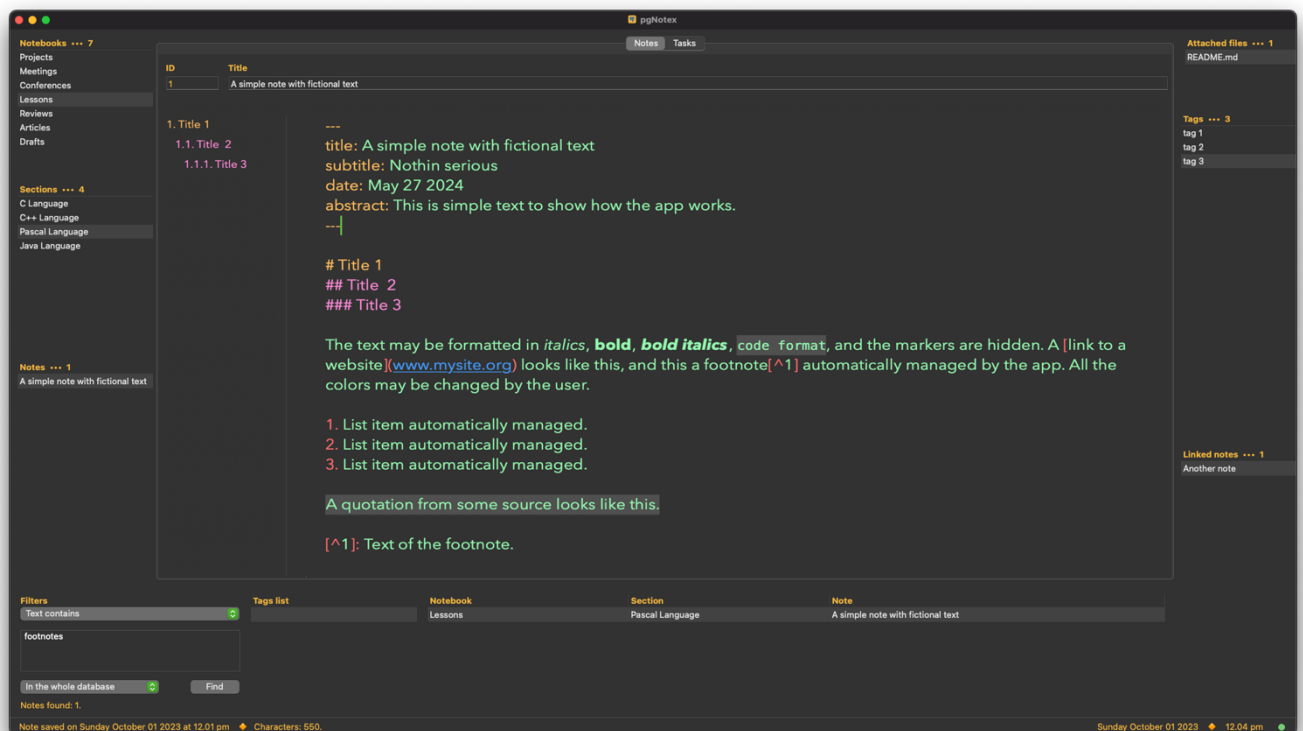 pgNotex
Notebooks ••• 7
Projects
Meetings
Conferences
Lessons
Reviews
Articles
Drafts
Sections ••• 4
C Language
C++ Language
Pascal Language
Java Language
Notes ••• 1
A simple note with fictional text
Notes Tasks
ID Title
1 A simple note with fictional text
1. Title 1
1.1. Title 2
1.1.1. Title 3
---
title: A simple note with fictional text
subtitle: Nothin serious
date: May 27 2024
abstract: This is simple text to show how the app works.
---
# Title 1
## Title 2
### Title 3
The text may be formatted in italics, bold, bold italics, code format, and the markers are hidden. A [link to a
website](www.mysite.org) looks like this, and this a footnote[^1] automatically managed by the app. All the
colors may be changed by the user.
1. List item automatically managed.
2. List item automatically managed.
3. List item automatically managed.
A quotation from some source looks like this.
[^1]: Text of the footnote.
Attached files ••• 1
README.md
Tags ••• 3
tag 1
tag 2
tag 3
Linked notes ••• 1
Another note
Filters
Text contains
footnotes
In the whole database Find
Notes found: 1.
Tags list Notebook Section Note
Lessons Pascal Language A simple note with fictional text
Note saved on Sunday October 01 2023 at 12.01 pm ◆ Characters: 550.
Sunday October 01 2023 ◆ 12.04 pm